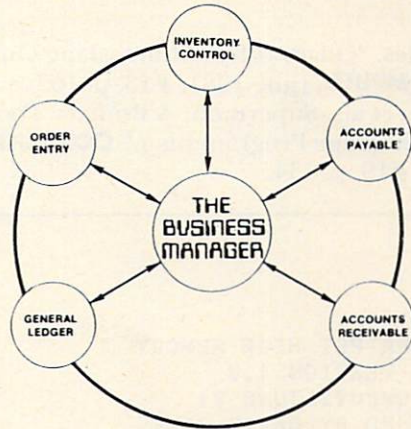 INVENTORY
CONTROL
ORDER
ENTRY
ACCOUNTS
PAYABLE
THE
BUSINESS
MANAGER
GENERAL
LEDGER
ACCOUNTS
RECEIVABLE